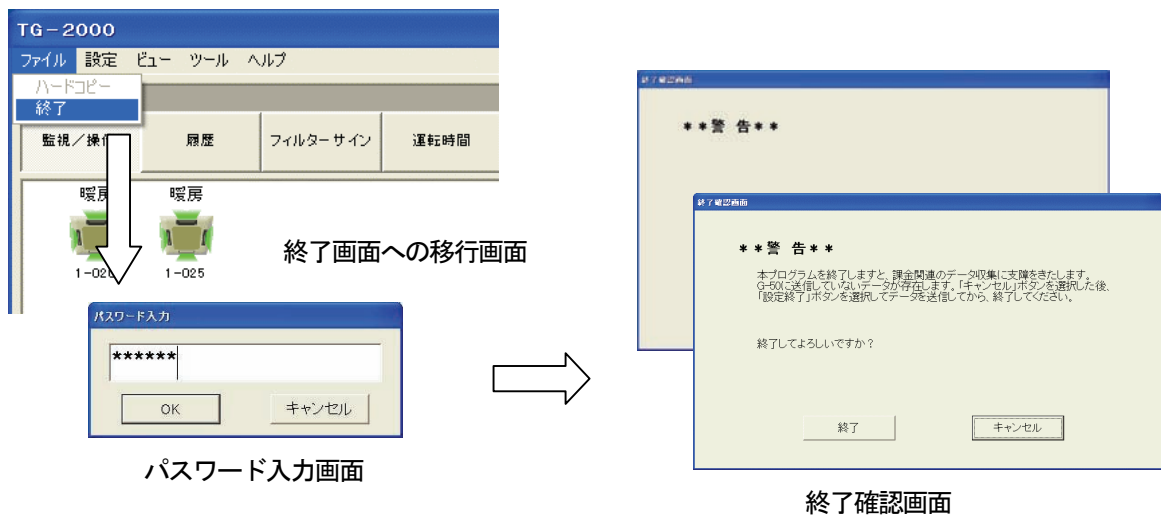 TG-2000
ファイル 設定 ビュー ツール ヘルプ
ハードコピー
終了
監視/操作 履歴 フィルターサイン 運転時間
暖房 暖房
1-026 1-025
終了画面への移行画面
パスワード入力
******
OK キャンセル
パスワード入力画面
終了確認画面
**警 告**
終了確認画面
**警 告**
本プログラムを終了しますと、課金関連のデータ収集に支障をきたします。
G-50に送信していないデータが存在します。「キャンセル」ボタンを選択した後、
「設定終了」ボタンを選択してデータを送信してから、終了してください。
終了してよろしいですか?
終了 キャンセル
終了確認画面